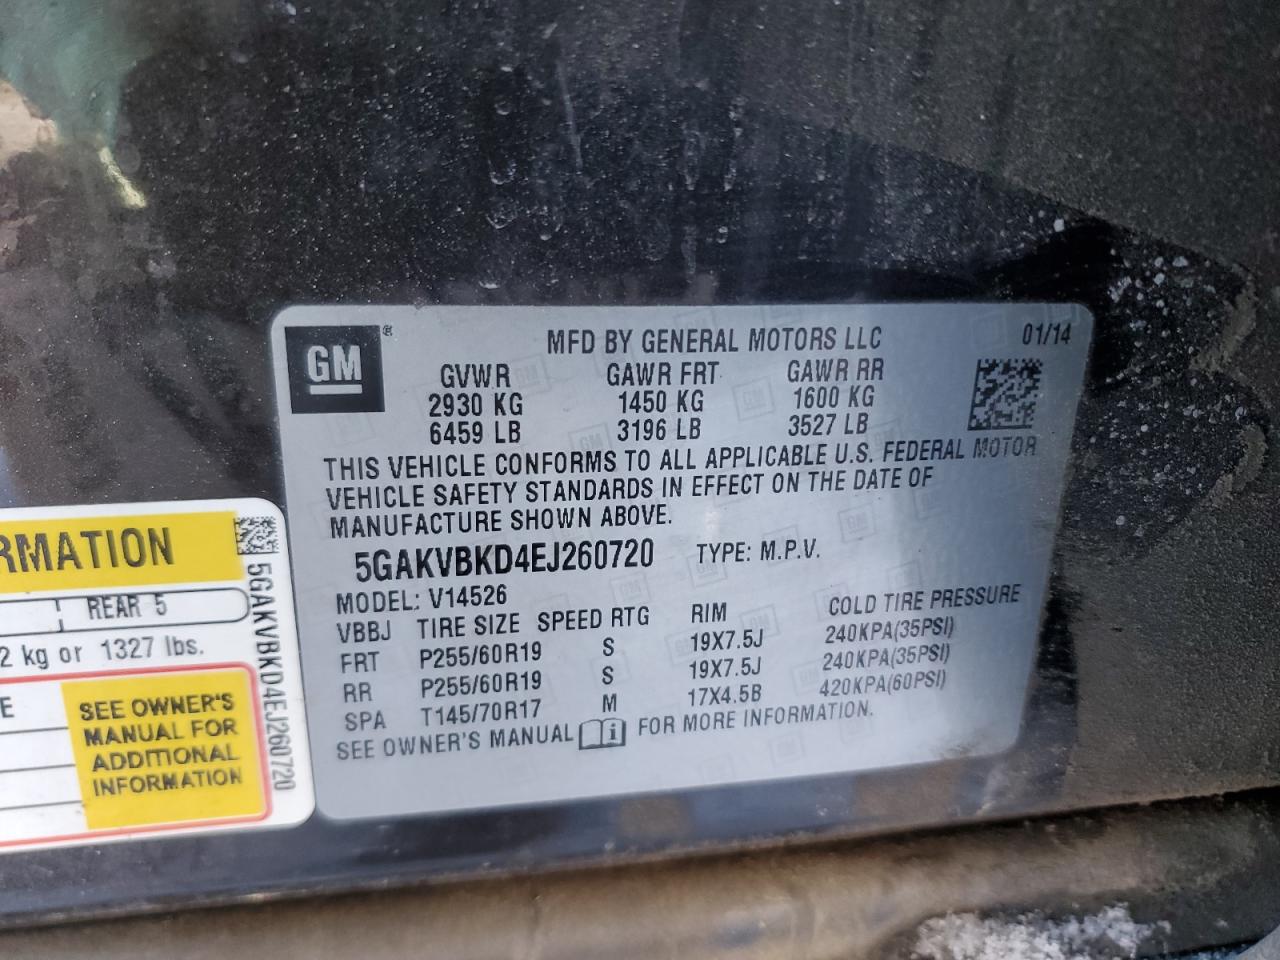 GM®
MFD BY GENERAL MOTORS LLC 01/14
GVWR GAWR FRT GAWR RR
2930 KG 1450 KG 1600 KG
6459 LB 3196 LB 3527 LB
THIS VEHICLE CONFORMS TO ALL APPLICABLE U.S. FEDERAL MOTOR
VEHICLE SAFETY STANDARDS IN EFFECT ON THE DATE OF
MANUFACTURE SHOWN ABOVE.
5GAKVBKD4EJ260720 TYPE: M.P.V.
MODEL: V14526
VBBJ TIRE SIZE SPEED RTG RIM COLD TIRE PRESSURE
FRT P255/60R19 S 19X7.5J 240KPA(35PSI)
RR P255/60R19 S 19X7.5J 240KPA(35PSI)
SPA T145/70R17 M 17X4.5B 420KPA(60PSI)
SEE OWNER'S MANUAL i FOR MORE INFORMATION.
RMATION
REAR 5
2 kg or 1327 lbs.
E
SEE OWNER'S
MANUAL FOR
ADDITIONAL
INFORMATION
5GAKVBKD4EJ260720